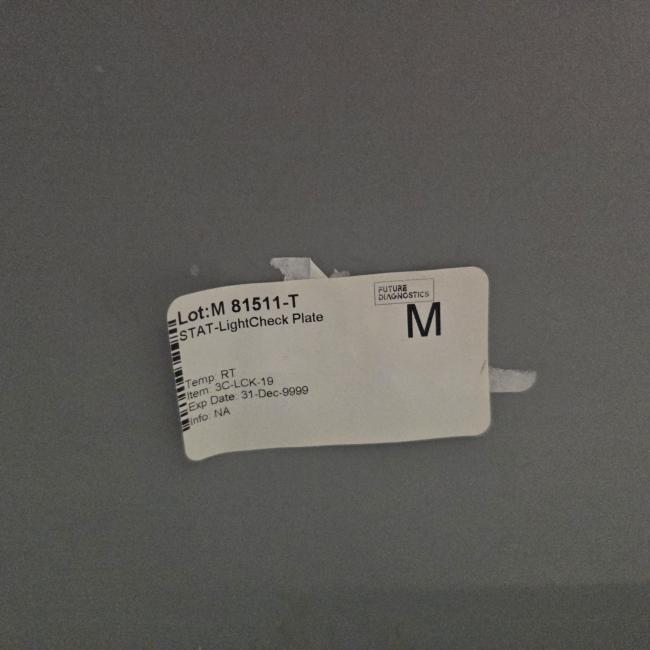 Lot:M 81511-T
STAT-LightCheck Plate
FUTURE
DIAGNOSTICS
M
Temp: RT
Item: 3C-LCK-19
Exp Date: 31-Dec-9999
Info: NA